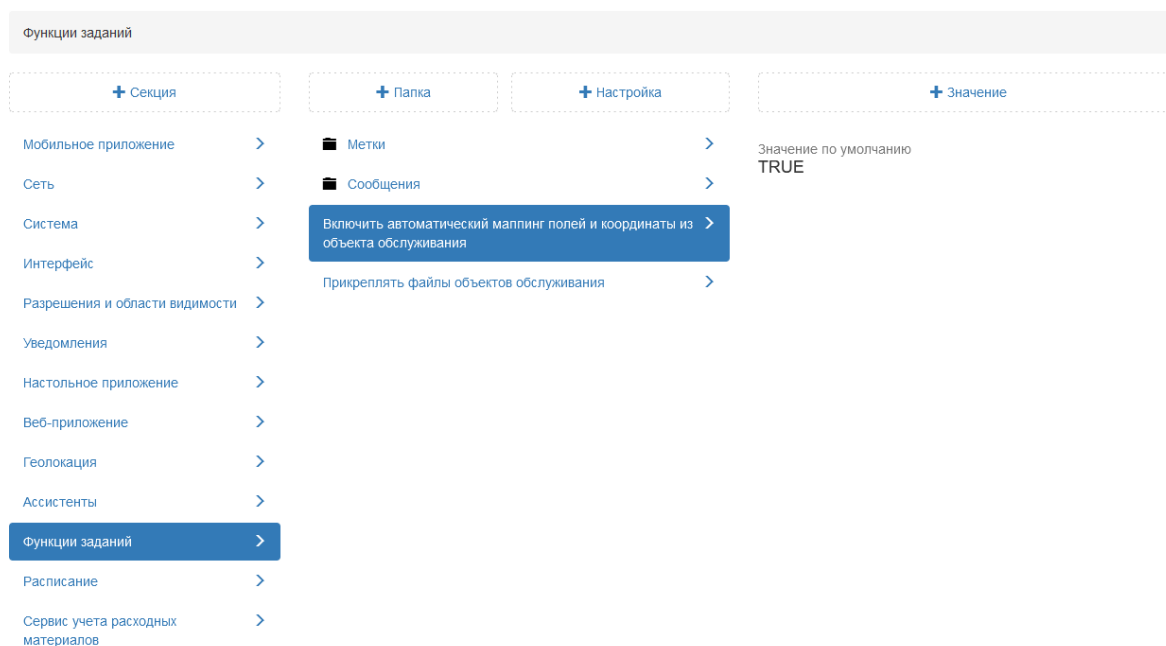 Функции заданий
Секция
Папка
Настройка
Значение
Мобильное приложение
Сеть
Система
Интерфейс
Разрешения и области видимости
Уведомления
Настольное приложение
Веб-приложение
Геолокация
Ассистенты
Функции заданий
Расписание
Сервис учета расходных
материалов
Метки
Сообщения
Включить автоматический маппинг полей и координаты из
объекта обслуживания
Прикреплять файлы объектов обслуживания
Значение по умолчанию
TRUE